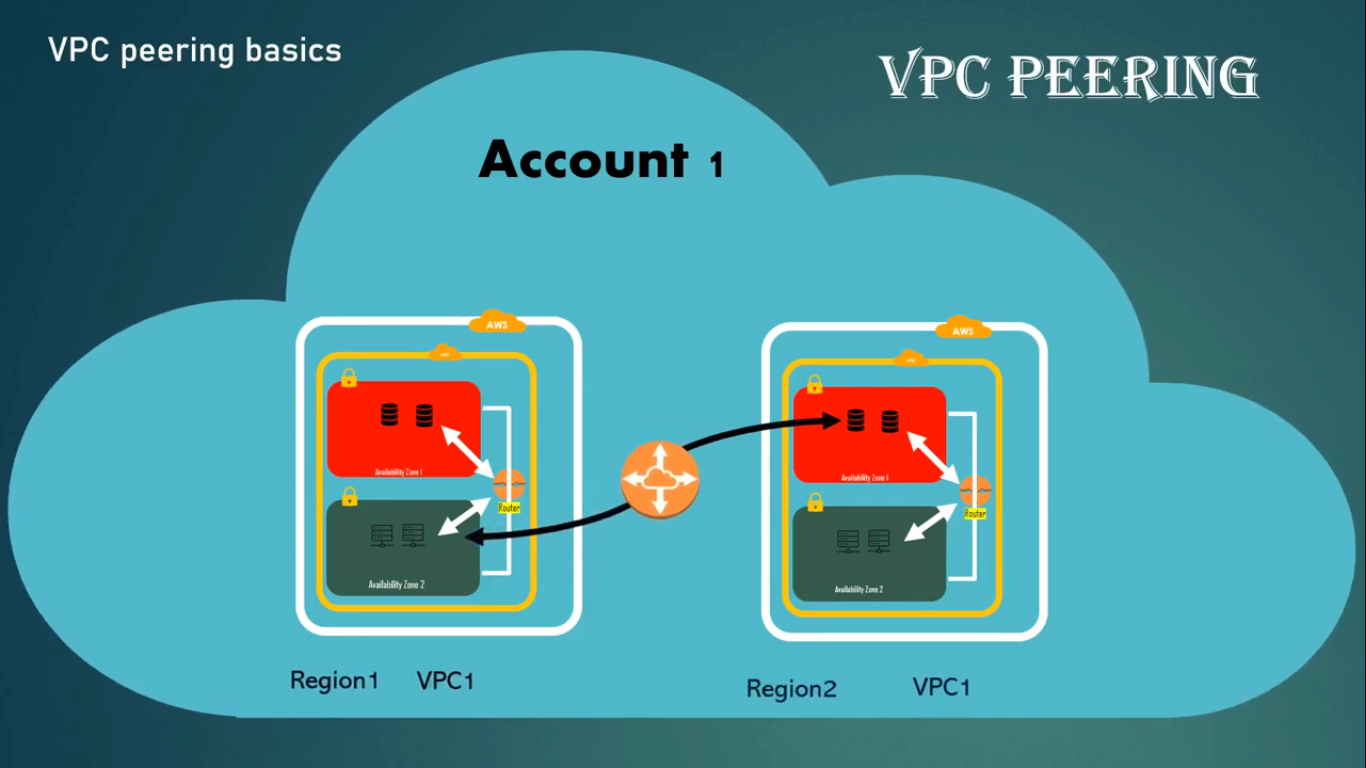 VPC peering basics
VPC PEERING
Account 1
AWS
AWS
Availability Zone 1
Availability Zone 1
Router
Router
Availability Zone 2
Availability Zone 2
Region1 VPC1
Region2 VPC1